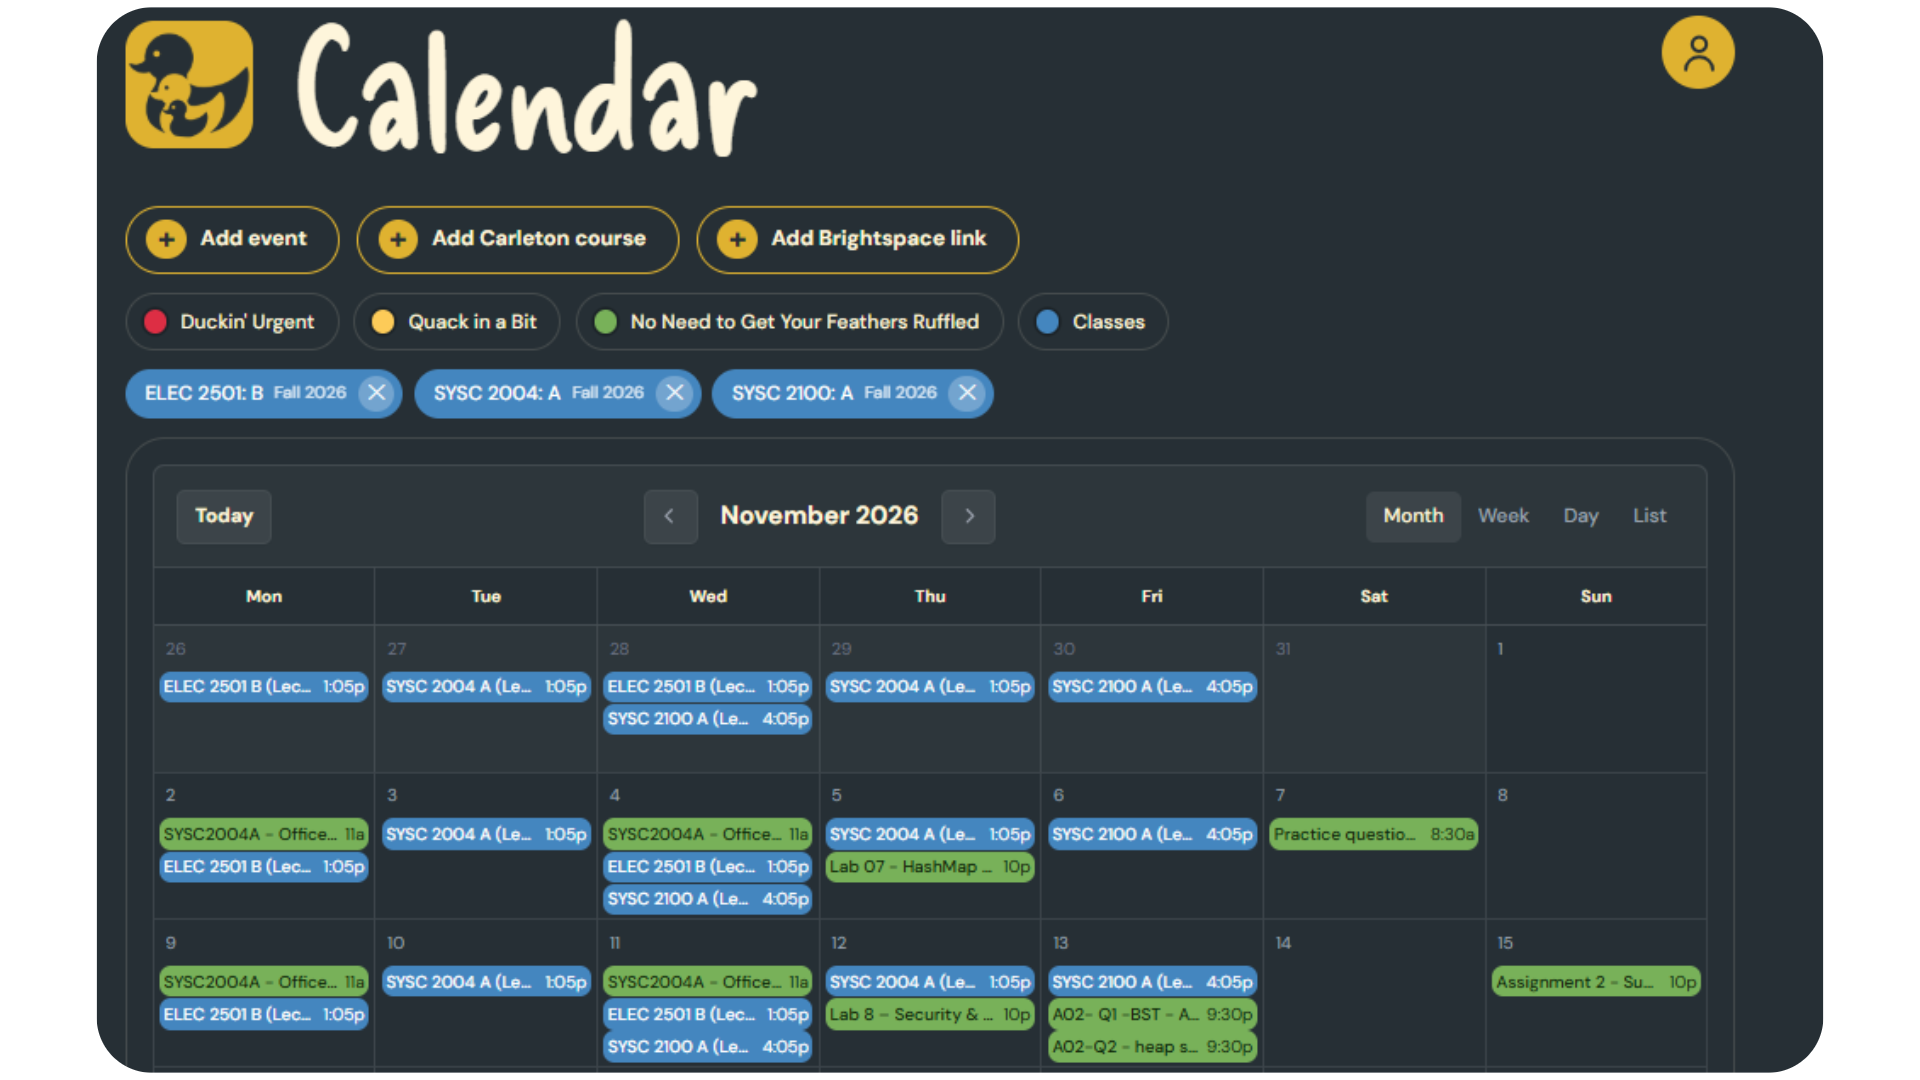 Calendar
Add event Add Carleton course Add Brightspace link
Duckin' Urgent Quack in a Bit No Need to Get Your Feathers Ruffled Classes
ELEC 2501: B Fall 2026 SYSC 2004: A Fall 2026 SYSC 2100: A Fall 2026
Today < November 2026 > Month Week Day List
Mon Tue Wed Thu Fri Sat Sun
26 27 28 29 30 31 1
ELEC 2501 B (Lec... 1:05p SYSC 2004 A (Le... 1:05p ELEC 2501 B (Lec... 1:05p SYSC 2004 A (Le... 1:05p SYSC 2100 A (Le... 4:05p
SYSC 2100 A (Le... 4:05p
2 3 4 5 6 7 8
SYSC2004A - Office... 11a SYSC 2004 A (Le... 1:05p SYSC2004A - Office... 11a SYSC 2004 A (Le... 1:05p SYSC 2100 A (Le... 4:05p Practice questio... 8:30a
ELEC 2501 B (Lec... 1:05p ELEC 2501 B (Lec... 1:05p Lab 07 - HashMap ... 10p
SYSC 2100 A (Le... 4:05p
9 10 11 12 13 14 15
SYSC2004A - Office... 11a SYSC 2004 A (Le... 1:05p SYSC2004A - Office... 11a SYSC 2004 A (Le... 1:05p SYSC 2100 A (Le... 4:05p Assignment 2 - Su... 10p
ELEC 2501 B (Lec... 1:05p ELEC 2501 B (Lec... 1:05p Lab 8 - Security & ... 10p A02- Q1 -BST - A... 9:30p
SYSC 2100 A (Le... 4:05p A02-Q2 - heap s... 9:30p